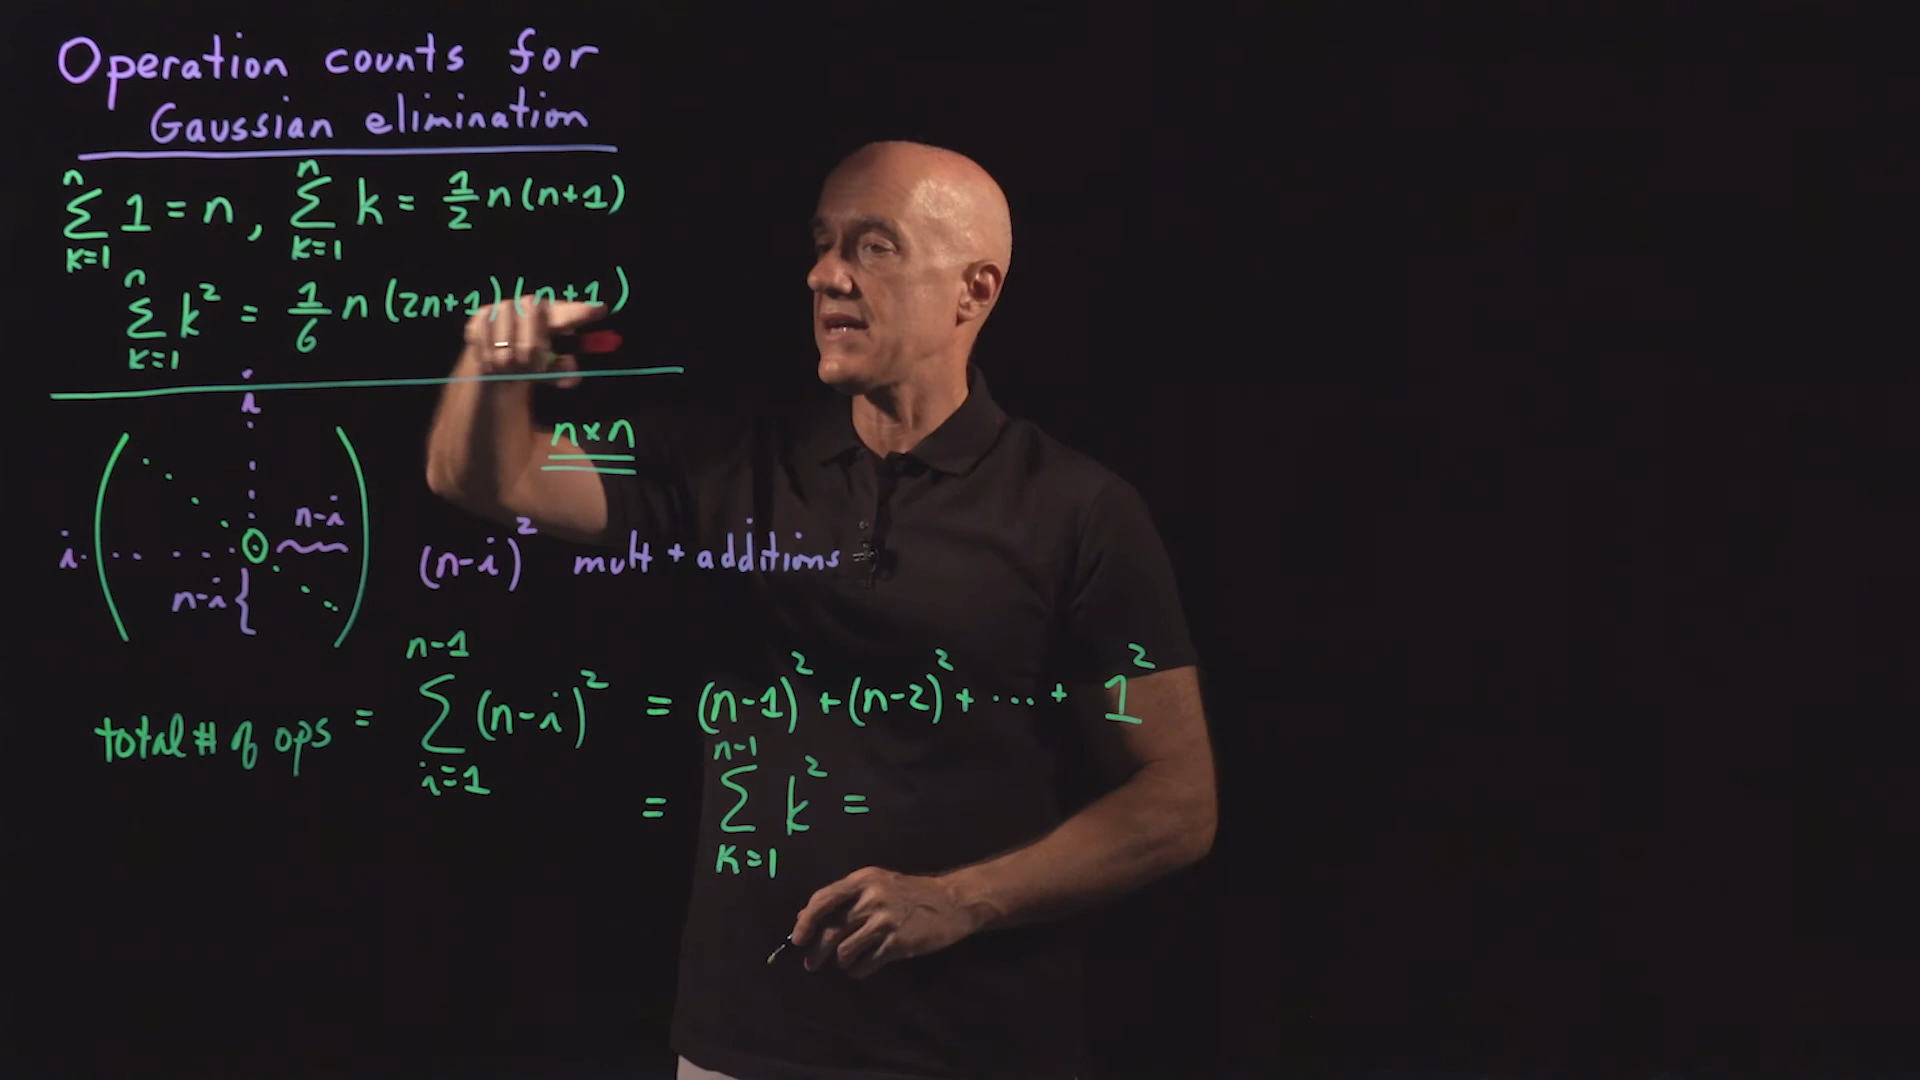 Operation counts for
Gaussian elimination
n∑k=1 1 = n, n∑k=1 k = 1/2 n(n+1)
n∑k=1 k² = 1/6 n(2n+1)(n+1)
i
n×n
n-i
i
(n-i)² mult + additions
n-i {
total # of ops = n-1∑i=1 (n-i)² = (n-1)² + (n-2)² + ... + 1²
= n-1∑k=1 k² =